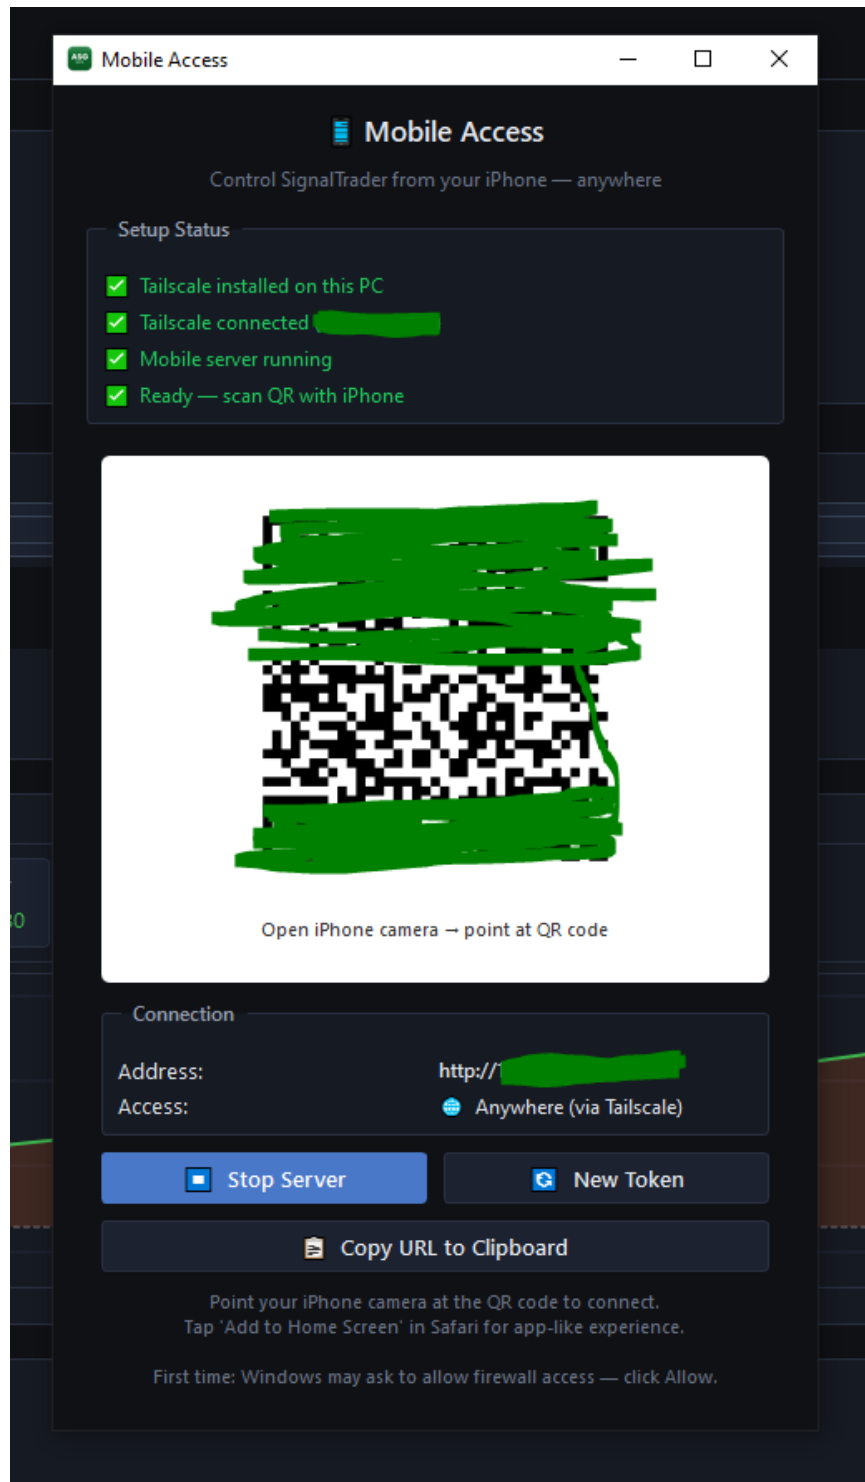 ASG
Mobile Access
Mobile Access
Control SignalTrader from your iPhone — anywhere
Setup Status
Tailscale installed on this PC
Tailscale connected
Mobile server running
Ready — scan QR with iPhone
Open iPhone camera → point at QR code
Connection
Address: http://
Access: Anywhere (via Tailscale)
Stop Server
New Token
Copy URL to Clipboard
Point your iPhone camera at the QR code to connect.
Tap 'Add to Home Screen' in Safari for app-like experience.
First time: Windows may ask to allow firewall access — click Allow.